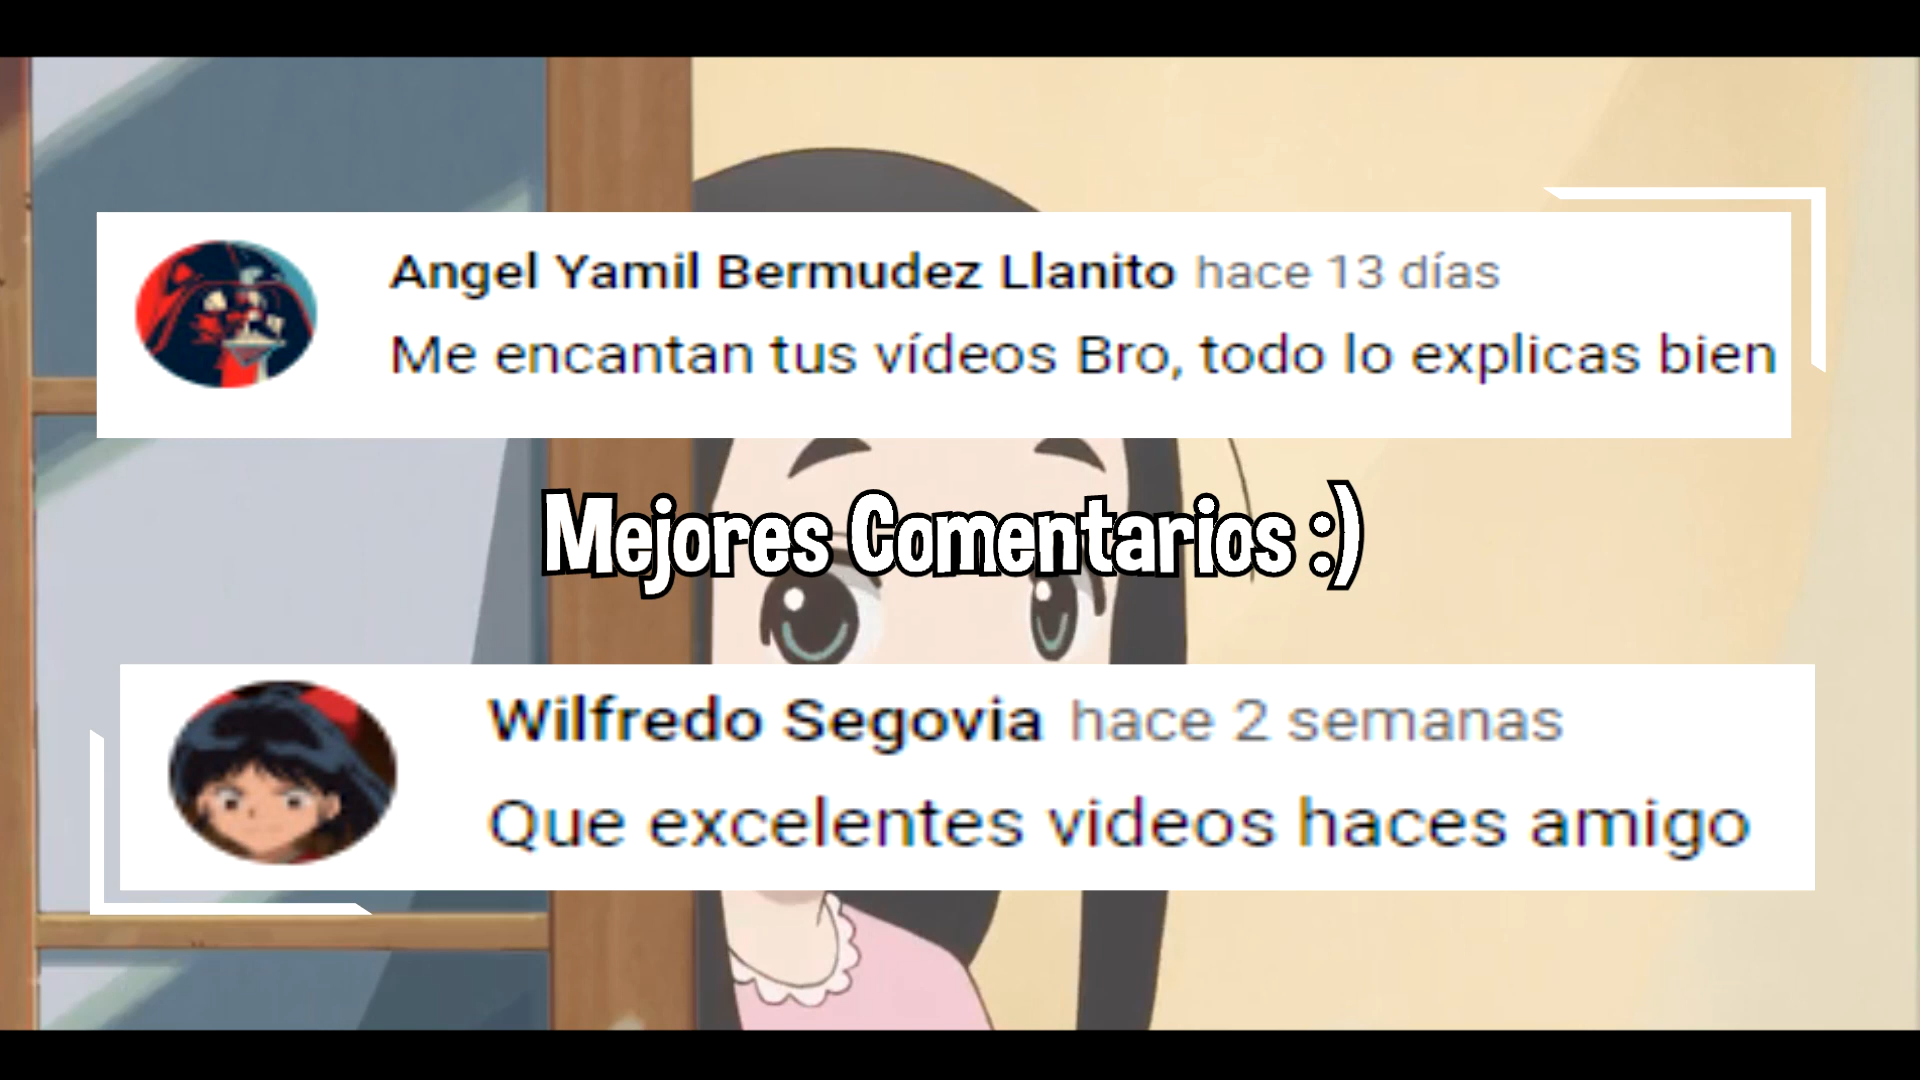 Angel Yamil Bermudez Llanito hace 13 días
Me encantan tus vídeos Bro, todo lo explicas bien
Mejores Comentarios :)
Wilfredo Segovia hace 2 semanas
Que excelentes videos haces amigo